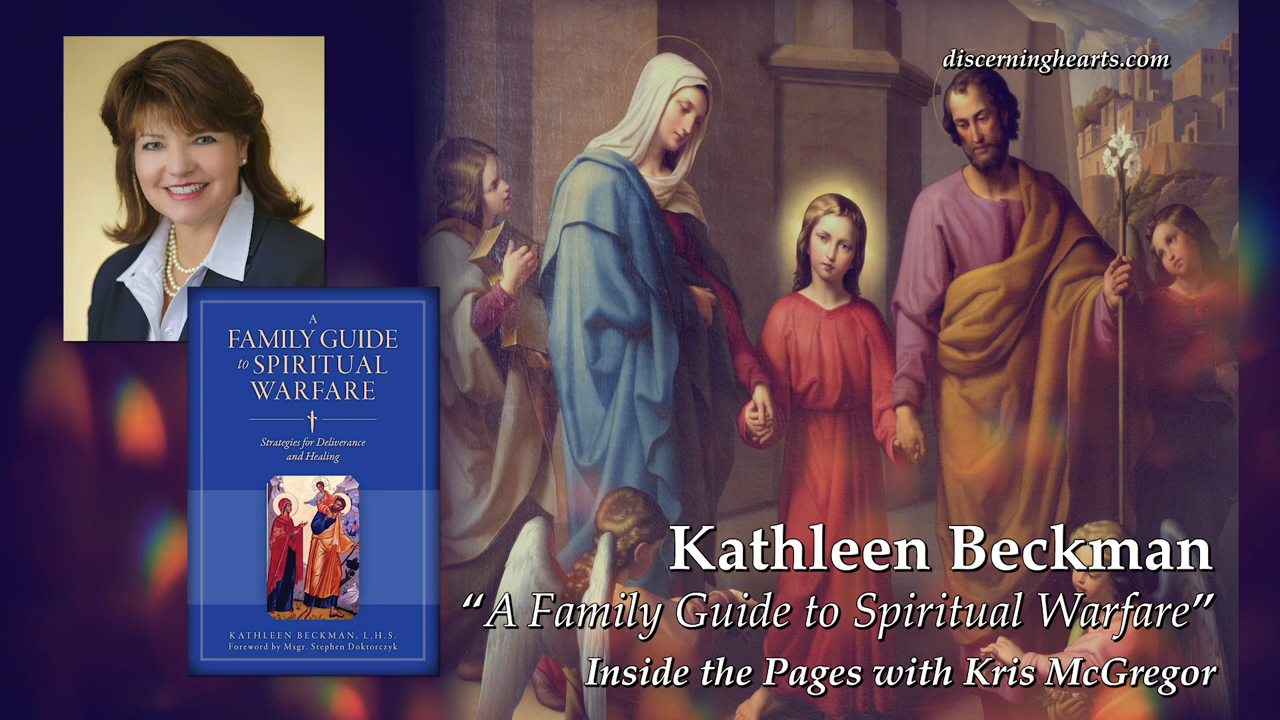 discerninghearts.com
A
FAMILY GUIDE
to SPIRITUAL
WARFARE
Strategies for Deliverance
and Healing
KATHLEEN BECKMAN, L.H.S.
Foreword by Msgr. Stephen Doktorczyk
Kathleen Beckman
“A Family Guide to Spiritual Warfare”
Inside the Pages with Kris McGregor